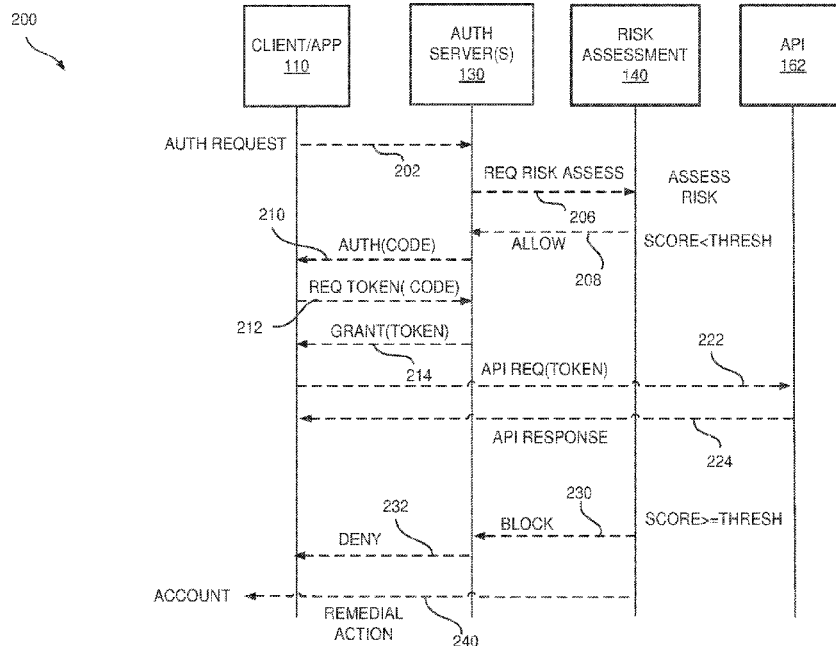 200
CLIENT/APP
110
AUTH
SERVER(S)
130
RISK
ASSESSMENT
140
API
162
AUTH REQUEST
202
REQ RISK ASSESS
206
ASSESS
RISK
210
AUTH(CODE)
ALLOW
208
SCORE<THRESH
REQ TOKEN( CODE)
212
GRANT(TOKEN)
214
API REQ(TOKEN)
222
API RESPONSE
224
232
DENY
BLOCK
230
SCORE>=THRESH
ACCOUNT
REMEDIAL
ACTION
240